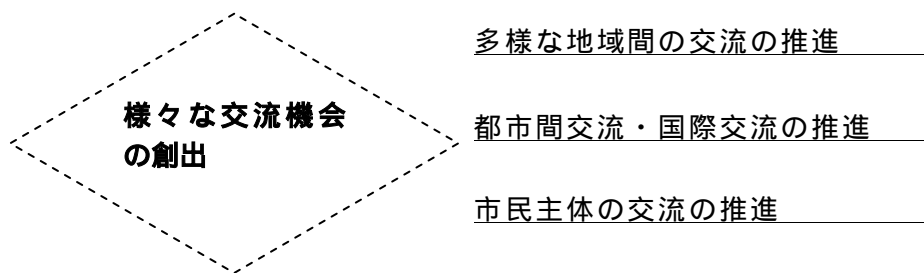 様々な交流機会
の創出
多様な地域間の交流の推進
都市間交流・国際交流の推進
市民主体の交流の推進